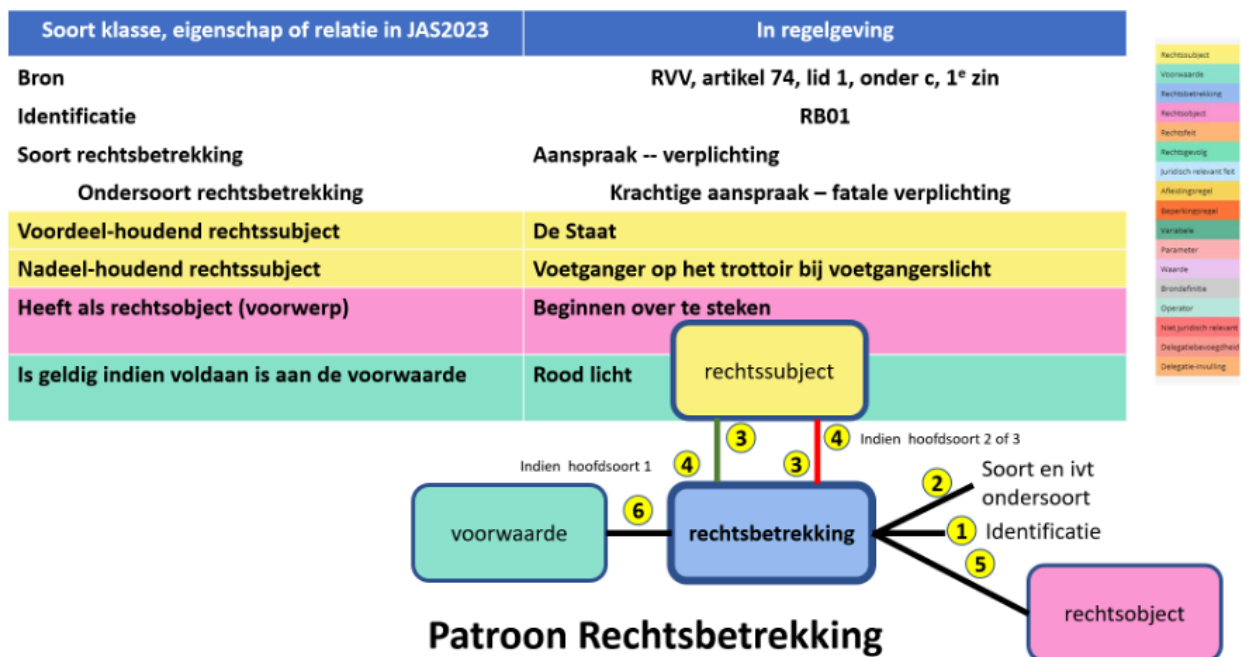 Soort klasse, eigenschap of relatie in JAS2023 In regelgeving
Bron RVV, artikel 74, lid 1, onder c, 1e zin
Identificatie RB01
Soort rechtsbetrekking Aanspraak -- verplichting
Ondersoort rechtsbetrekking Krachtige aanspraak – fatale verplichting
Voordeel-houdend rechtssubject De Staat
Nadeel-houdend rechtssubject Voetganger op het trottoir bij voetgangerslicht
Heeft als rechtsobject (voorwerp) Beginnen over te steken
Is geldig indien voldaan is aan de voorwaarde Rood licht
rechtssubject
3 4 Indien hoofdsoort 2 of 3
Indien hoofdsoort 1 4 3
2 Soort en ivt
ondersoort
6
voorwaarde rechtsbetrekking 1 Identificatie
5
rechtsobject
Patroon Rechtsbetrekking
Rechtssubject
Voorwaarde
Rechtsbetrekking
Rechtsobject
Rechtsfeit
Rechtsgevolg
Juridisch relevant feit
Afleidingsregel
Beperkingsregel
Variabele
Parameter
Waarde
Brondefinitie
Operator
Niet juridisch relevant
Delegatiebevoegdheid
Delegatie-invulling